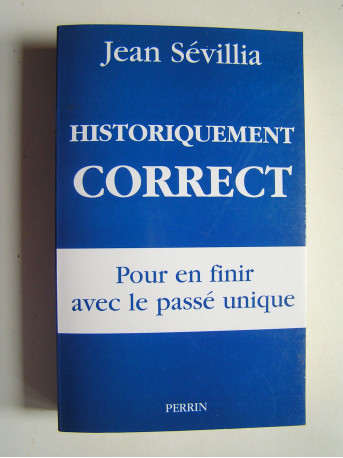 Jean Sévillia
HISTORIQUEMENT
CORRECT
Pour en finir
avec le passé unique
PERRIN